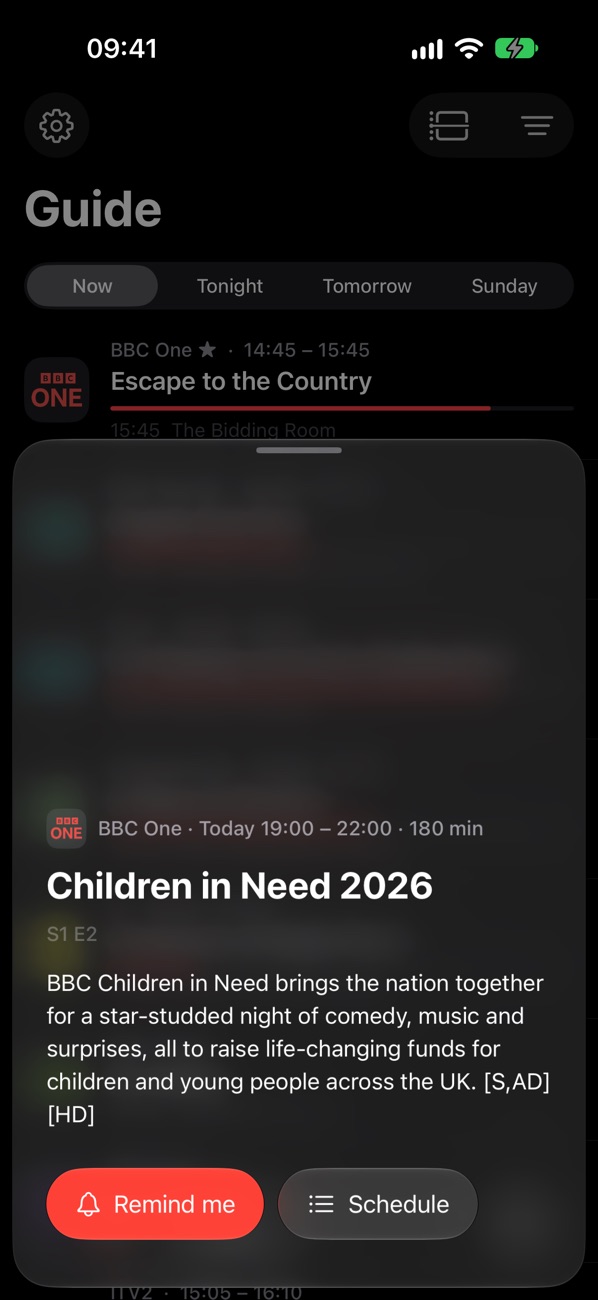 09:41
Guide
Now
Tonight
Tomorrow
Sunday
BBC One ★ · 14:45 – 15:45
BBC
ONE
Escape to the Country
15:45 The Bidding Room
BBC
ONE
BBC One · Today 19:00 – 22:00 · 180 min
Children in Need 2026
S1 E2
BBC Children in Need brings the nation together
for a star-studded night of comedy, music and
surprises, all to raise life-changing funds for
children and young people across the UK. [S,AD]
[HD]
Remind me
Schedule
ITV2 · 15:05 – 16:10